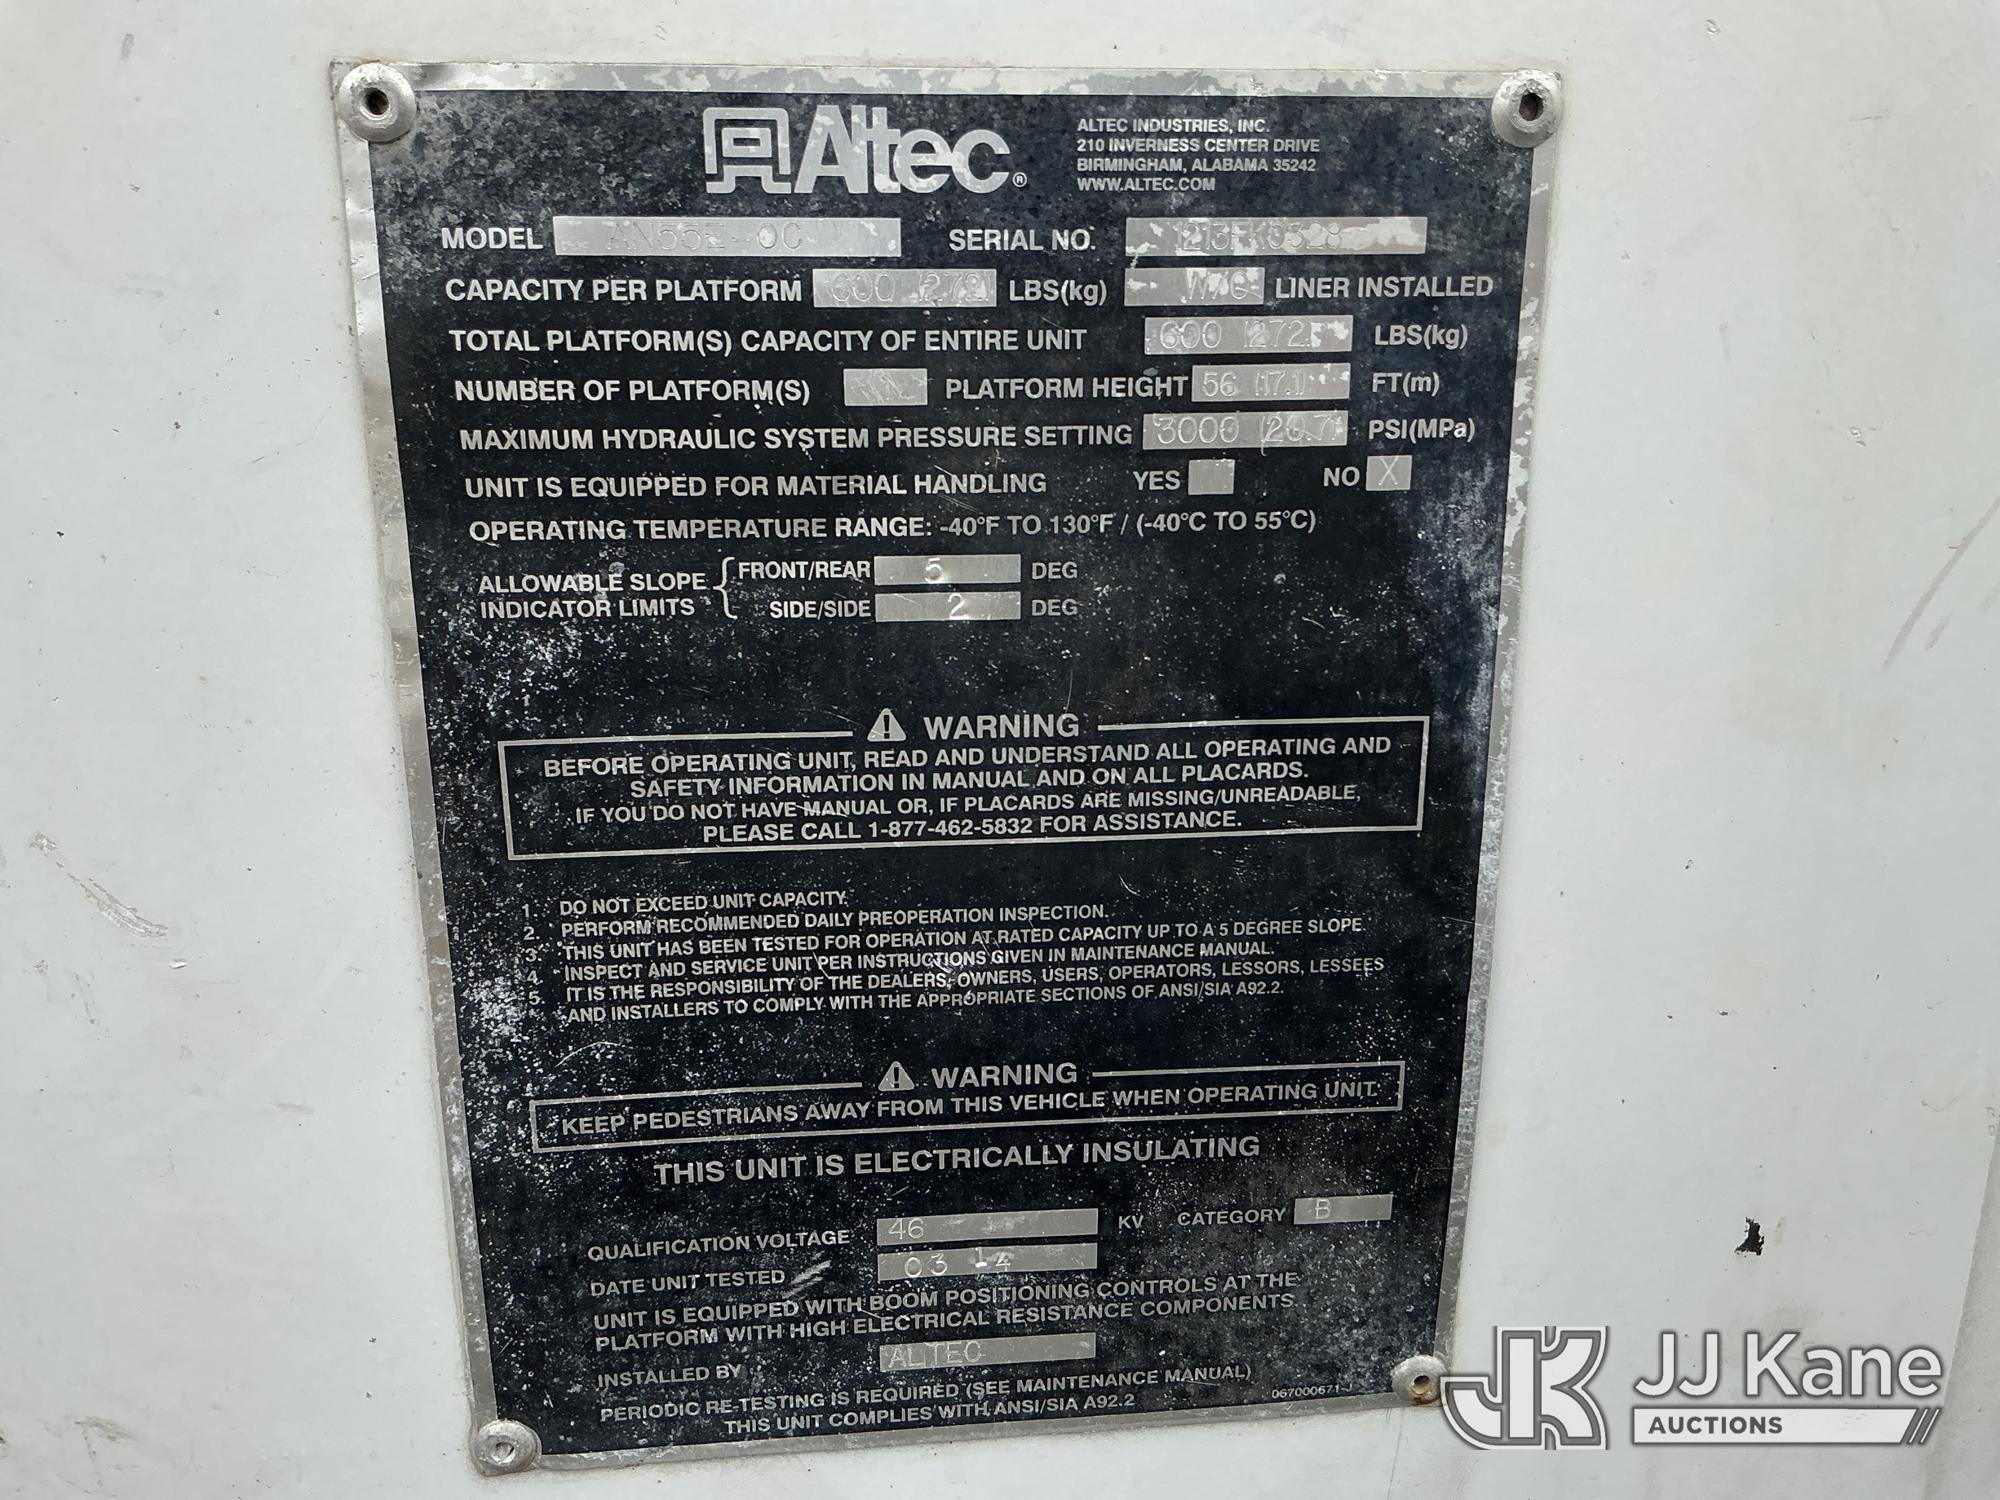 Altec®
ALTEC INDUSTRIES, INC.
210 INVERNESS CENTER DRIVE
BIRMINGHAM, ALABAMA 35242
WWW.ALTEC.COM
MODEL AN55E-OC SERIAL NO. 1213FK0328
CAPACITY PER PLATFORM 600 (272) LBS(kg) W/O LINER INSTALLED
TOTAL PLATFORM(S) CAPACITY OF ENTIRE UNIT 600 (272) LBS(kg)
NUMBER OF PLATFORM(S) PLATFORM HEIGHT 56 (17.1) FT(m)
MAXIMUM HYDRAULIC SYSTEM PRESSURE SETTING 3000 (20.7) PSI(MPa)
UNIT IS EQUIPPED FOR MATERIAL HANDLING YES NO X
OPERATING TEMPERATURE RANGE: -40°F TO 130°F / (-40°C TO 55°C)
ALLOWABLE SLOPE INDICATOR LIMITS
FRONT/REAR 5 DEG
SIDE/SIDE 2 DEG
WARNING
BEFORE OPERATING UNIT, READ AND UNDERSTAND ALL OPERATING AND
SAFETY INFORMATION IN MANUAL AND ON ALL PLACARDS.
IF YOU DO NOT HAVE MANUAL OR, IF PLACARDS ARE MISSING/UNREADABLE,
PLEASE CALL 1-877-462-5832 FOR ASSISTANCE.
1. DO NOT EXCEED UNIT CAPACITY.
2. PERFORM RECOMMENDED DAILY PREOPERATION INSPECTION.
3. THIS UNIT HAS BEEN TESTED FOR OPERATION AT RATED CAPACITY UP TO A 5 DEGREE SLOPE.
4. INSPECT AND SERVICE UNIT PER INSTRUCTIONS GIVEN IN MAINTENANCE MANUAL.
5. IT IS THE RESPONSIBILITY OF THE DEALERS, OWNERS, USERS, OPERATORS, LESSORS, LESSEES
AND INSTALLERS TO COMPLY WITH THE APPROPRIATE SECTIONS OF ANSI/SIA A92.2.
WARNING
KEEP PEDESTRIANS AWAY FROM THIS VEHICLE WHEN OPERATING UNIT.
THIS UNIT IS ELECTRICALLY INSULATING
QUALIFICATION VOLTAGE 46 KV CATEGORY B
DATE UNIT TESTED 03 14
UNIT IS EQUIPPED WITH BOOM POSITIONING CONTROLS AT THE
PLATFORM WITH HIGH ELECTRICAL RESISTANCE COMPONENTS.
INSTALLED BY ALTEC
PERIODIC RE-TESTING IS REQUIRED (SEE MAINTENANCE MANUAL)
THIS UNIT COMPLIES WITH ANSI/SIA A92.2
067000671-J
JK JJ Kane
AUCTIONS